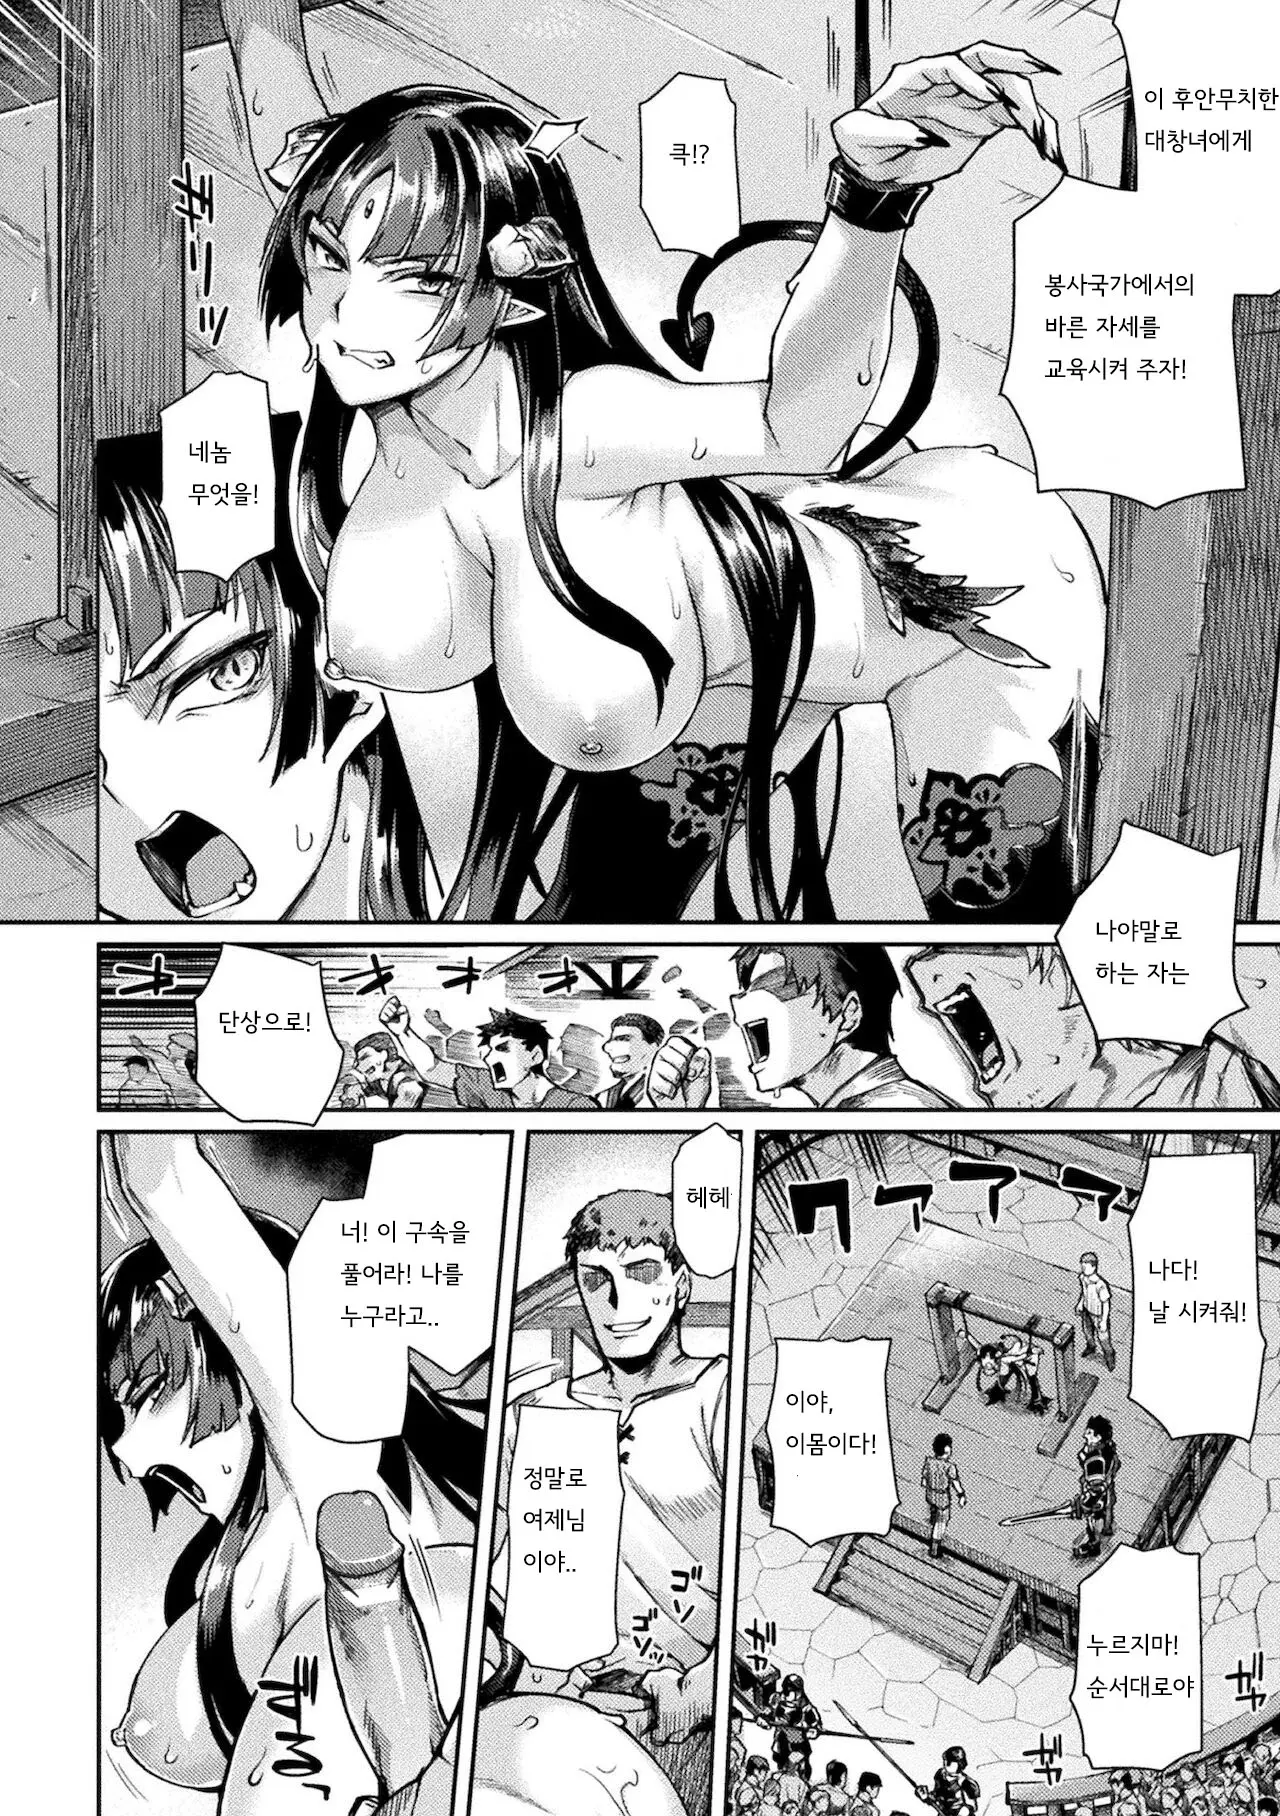 이 후안무치한
대창녀에게
봉사국가에서의
바른 자세를
교육시켜 주자!
큭!?
네놈
무엇을!
나야말로
하는 자는
단상으로!
나다!
날 시켜줘!
이야,
이몸이다!
누르지마!
순서대로야
헤헤
정말로
여제님
이야..
너! 이 구속을
풀어라! 나를
누구라고..